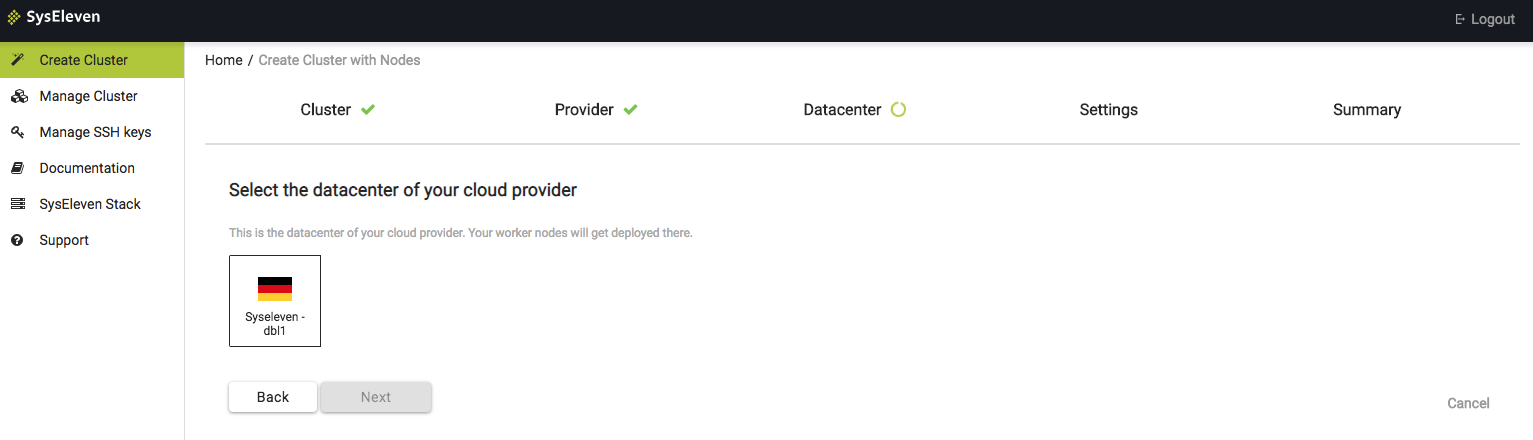 SysEleven
Logout
Create Cluster
Manage Cluster
Manage SSH keys
Documentation
SysEleven Stack
Support
Home / Create Cluster with Nodes
Cluster
Provider
Datacenter
Settings
Summary
Select the datacenter of your cloud provider
This is the datacenter of your cloud provider. Your worker nodes will get deployed there.
Syseleven -
dbl1
Back
Next
Cancel